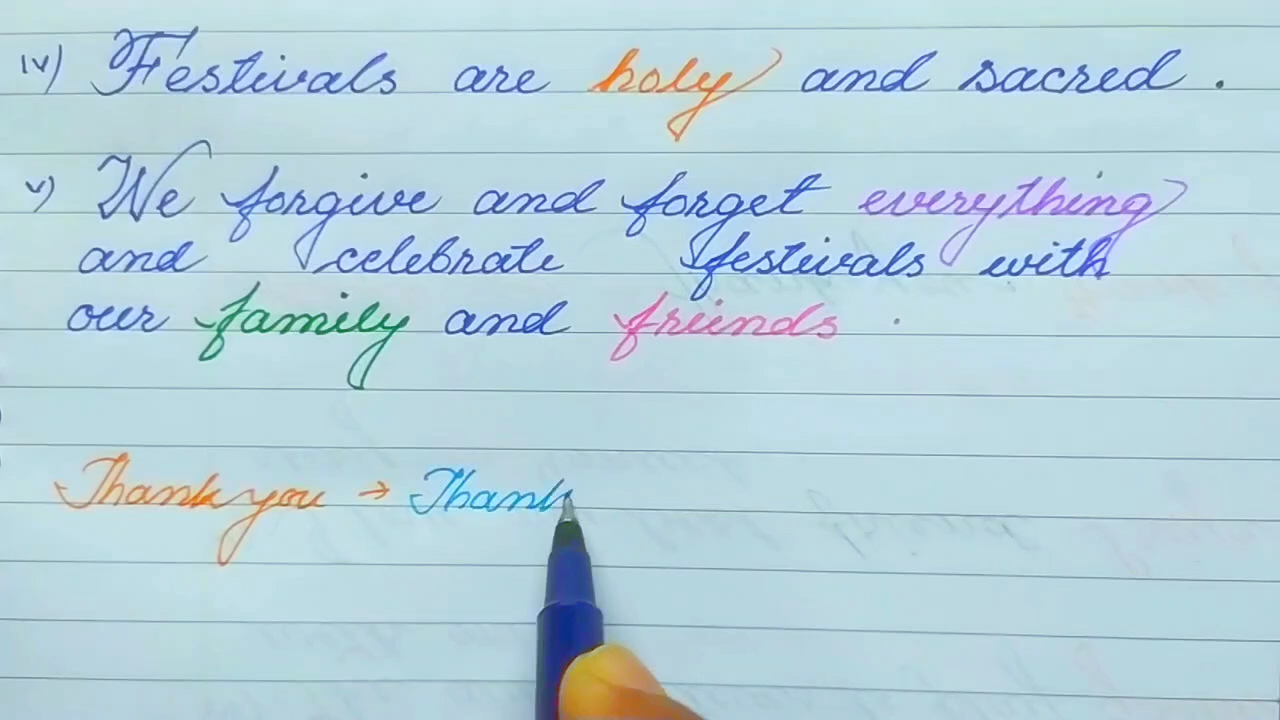 iv) Festivals are holy and sacred .
v) We forgive and forget everything
and celebrate festivals with
our family and friends .
Thank you → Thank